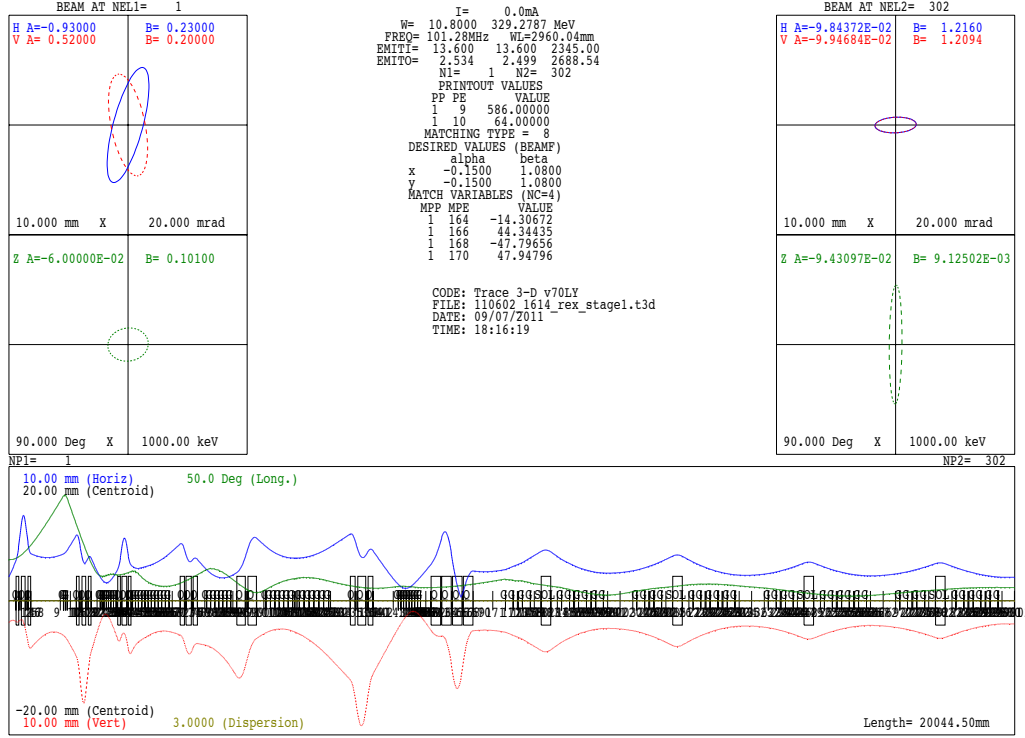 BEAM AT NEL1=    1
H A=-0.93000    B= 0.23000
V A= 0.52000    B= 0.20000
10.000 mm   X    20.000 mrad
Z A=-6.00000E-02    B= 0.10100
90.000 Deg   X    1000.00 keV
I=    0.0mA
W=  10.8000  329.2787 MeV
FREQ= 101.28MHz  WL=2960.04mm
EMITI=  13.600   13.600  2345.00
EMITO=   2.534    2.499  2688.54
N1=    1   N2=  302
PRINTOUT VALUES
PP PE      VALUE
1   9    586.00000
1  10     64.00000
MATCHING TYPE =  8
DESIRED VALUES (BEAMF)
alpha     beta
x   -0.1500   1.0800
y   -0.1500   1.0800
MATCH VARIABLES (NC=4)
MPP MPE      VALUE
1  164   -14.30672
1  166    44.34435
1  168   -47.79656
1  170    47.94796
CODE: Trace 3-D v70LY
FILE: 110602_1614_rex_stage1.t3d
DATE: 09/07/2011
TIME: 18:16:19
BEAM AT NEL2=  302
H A=-9.84372E-02   B=  1.2160
V A=-9.94684E-02   B=  1.2094
10.000 mm   X    20.000 mrad
Z A=-9.43097E-02   B= 9.12502E-03
90.000 Deg   X    1000.00 keV
NP1=    1
NP2=  302
10.00 mm (Horiz)    50.0 Deg (Long.)
20.00 mm (Centroid)
-20.00 mm (Centroid)
10.00 mm (Vert)    3.0000 (Dispersion)
Length= 20044.50mm